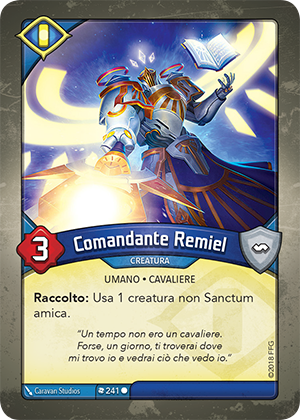 Comandante Remiel
CREATURA
3
UMANO • CAVALIERE
Raccolto: Usa 1 creatura non Sanctum
amica.
“Un tempo non ero un cavaliere.
Forse, un giorno, ti troverai dove
mi trovo io e vedrai ciò che vedo io.”
Caravan Studios
241
©2018 FFG